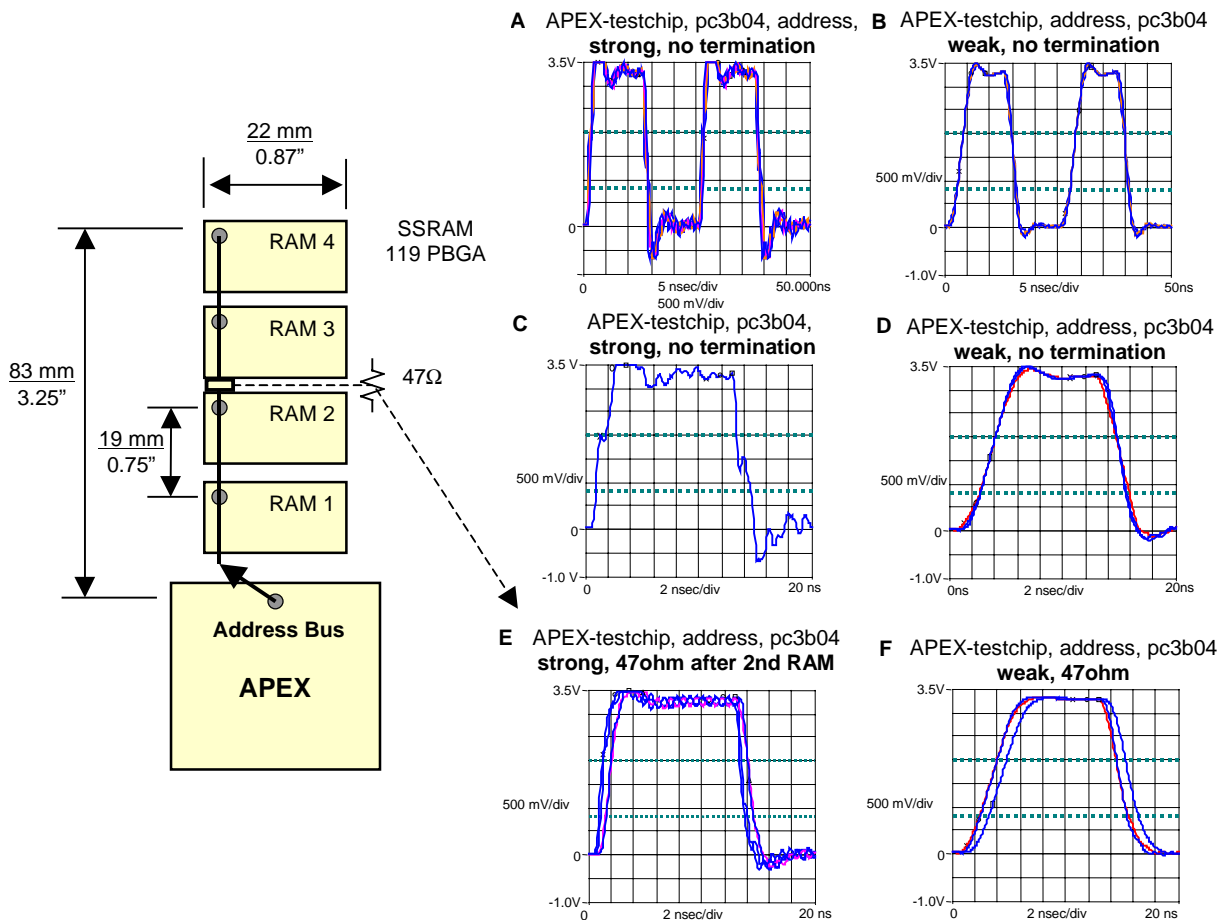 22 mm
0.87”
RAM 4
SSRAM
119 PBGA
RAM 3
83 mm
3.25”
47Ω
RAM 2
19 mm
0.75”
RAM 1
Address Bus
APEX
A APEX-testchip, pc3b04, address,
strong, no termination
3.5V
0
0
5 nsec/div
50.000ns
500 mV/div
B APEX-testchip, address, pc3b04
weak, no termination
3.5V
500 mV/div
0
-1.0V
0
5 nsec/div
50ns
C APEX-testchip, pc3b04,
strong, no termination
3.5 V
500 mV/div
0
-1.0 V
0
2 nsec/div
20ns
D APEX-testchip, address, pc3b04
weak, no termination
3.5V
500 mV/div
0
-1.0V
0ns
2 nsec/div
20ns
E APEX-testchip, address, pc3b04
strong, 47ohm after 2nd RAM
3.5V
500 mV/div
0
-1.0V
0
2 nsec/div
20ns
F APEX-testchip, address, pc3b04
weak, 47ohm
3.5V
500 mV/div
0
-1.0V
0
2 nsec/div
20 ns